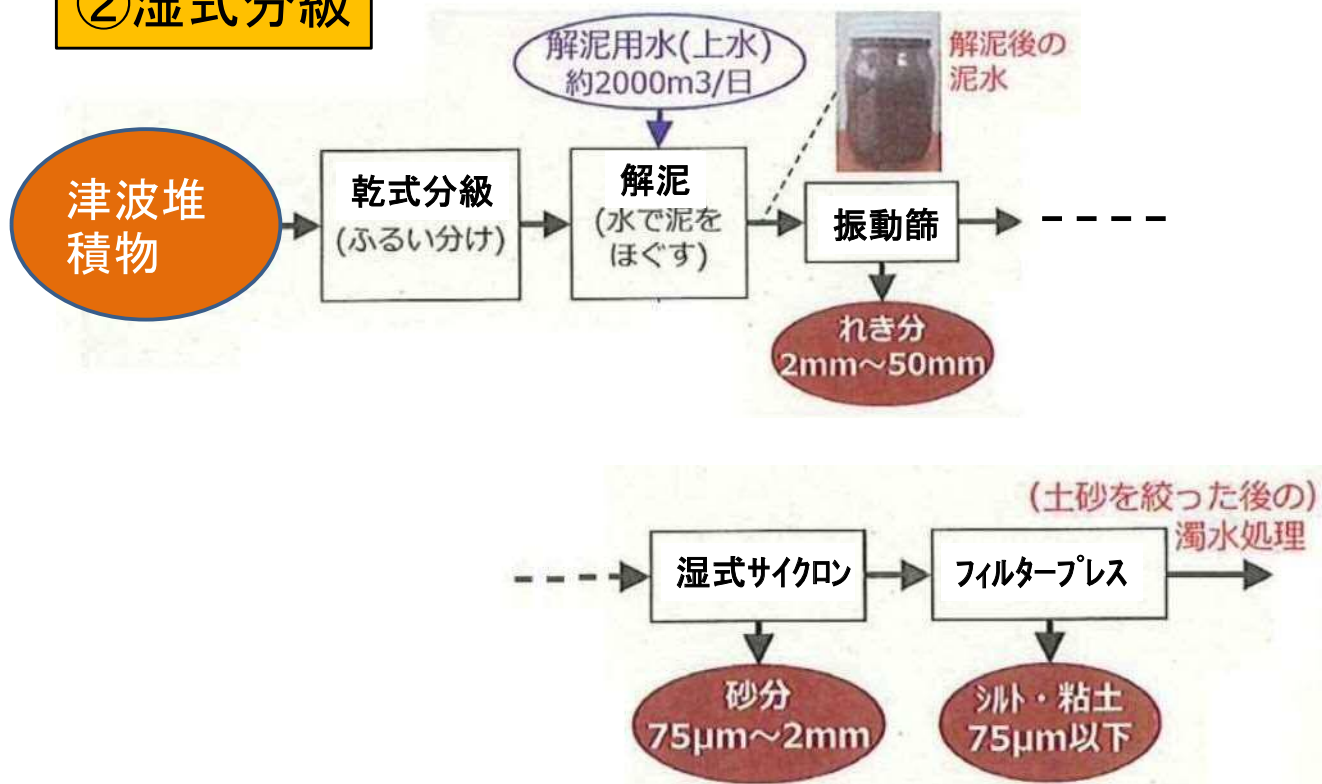 ②湿式分級
解泥用水(上水)
約2000m3/日
解泥後の
泥水
津波堆
積物
乾式分級
(ふるい分け)
解泥
(水で泥を
ほぐす)
振動篩
れき分
2mm～50mm
(土砂を絞った後の)
濁水処理
湿式サイクロン
フィルタープレス
砂分
75μm～2mm
ｼﾙﾄ・粘土
75μm以下